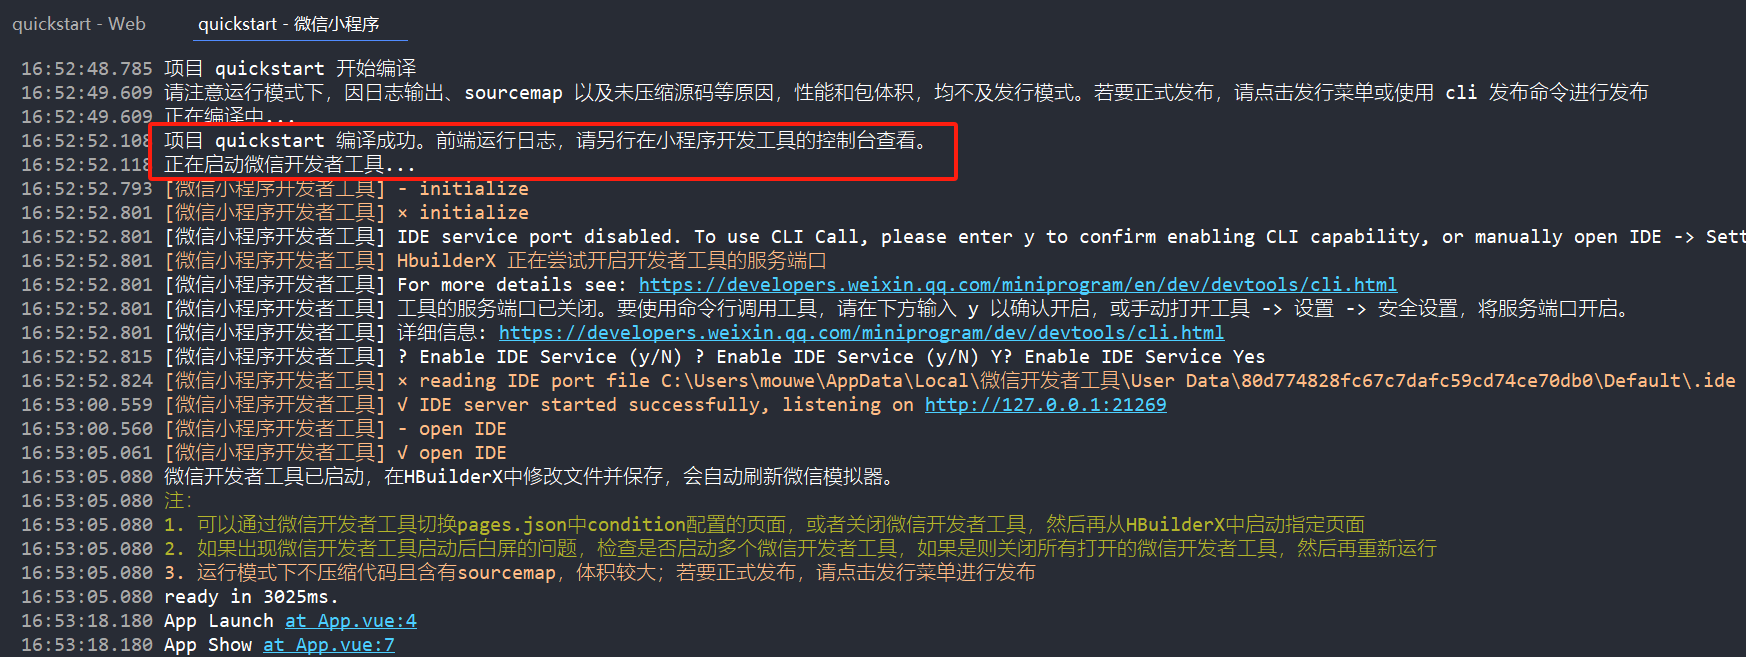 quickstart - Web
quickstart - 微信小程序
16:52:48.785 项目 quickstart 开始编译
16:52:49.609 请注意运行模式下，因日志输出、sourcemap 以及未压缩源码等原因，性能和包体积，均不及发行模式。若要正式发布，请点击发行菜单或使用 cli 发布命令进行发布
16:52:49.609 正在编译中...
16:52:52.108 项目 quickstart 编译成功。前端运行日志，请另行在小程序开发工具的控制台查看。
16:52:52.118 正在启动微信开发者工具...
16:52:52.793 [微信小程序开发者工具] - initialize
16:52:52.801 [微信小程序开发者工具] × initialize
16:52:52.801 [微信小程序开发者工具] IDE service port disabled. To use CLI Call, please enter y to confirm enabling CLI capability, or manually open IDE -> Sett
16:52:52.801 [微信小程序开发者工具] HbuilderX 正在尝试开启开发者工具的服务端口
16:52:52.801 [微信小程序开发者工具] For more details see: https://developers.weixin.qq.com/miniprogram/en/dev/devtools/cli.html
16:52:52.801 [微信小程序开发者工具] 工具的服务端口已关闭。要使用命令行调用工具，请在下方输入 y 以确认开启，或手动打开工具 -> 设置 -> 安全设置，将服务端口开启。
16:52:52.801 [微信小程序开发者工具] 详细信息: https://developers.weixin.qq.com/miniprogram/dev/devtools/cli.html
16:52:52.815 [微信小程序开发者工具] ? Enable IDE Service (y/N) ? Enable IDE Service (y/N) Y? Enable IDE Service Yes
16:52:52.824 [微信小程序开发者工具] × reading IDE port file C:\Users\mouwe\AppData\Local\微信开发者工具\User Data\80d774828fc67c7dafc59cd74ce70db0\Default\.ide
16:53:00.559 [微信小程序开发者工具] √ IDE server started successfully, listening on http://127.0.0.1:21269
16:53:00.560 [微信小程序开发者工具] - open IDE
16:53:05.061 [微信小程序开发者工具] √ open IDE
16:53:05.080 微信开发者工具已启动，在HBuilderX中修改文件并保存，会自动刷新微信模拟器。
16:53:05.080 注：
16:53:05.080 1. 可以通过微信开发者工具切换pages.json中condition配置的页面，或者关闭微信开发者工具，然后再从HBuilderX中启动指定页面
16:53:05.080 2. 如果出现微信开发者工具启动后白屏的问题，检查是否启动多个微信开发者工具，如果是则关闭所有打开的微信开发者工具，然后再重新运行
16:53:05.080 3. 运行模式下不压缩代码且含有sourcemap，体积较大；若要正式发布，请点击发行菜单进行发布
16:53:05.080 ready in 3025ms.
16:53:18.180 App Launch at App.vue:4
16:53:18.180 App Show at App.vue:7